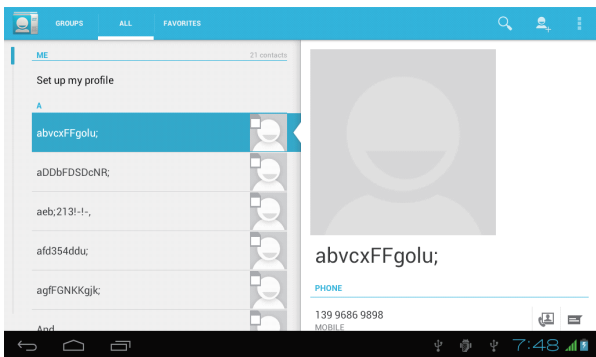 GROUPS ALL FAVORITES
ME 21 contacts
Set up my profile
A
abvcxFFgolu;
aDDbFDSDcNR;
aeb;213!-!-,
afd354ddu;
agfFGNKKgjk;
And
abvcxFFgolu;
PHONE
139 9686 9898
MOBILE
7:48